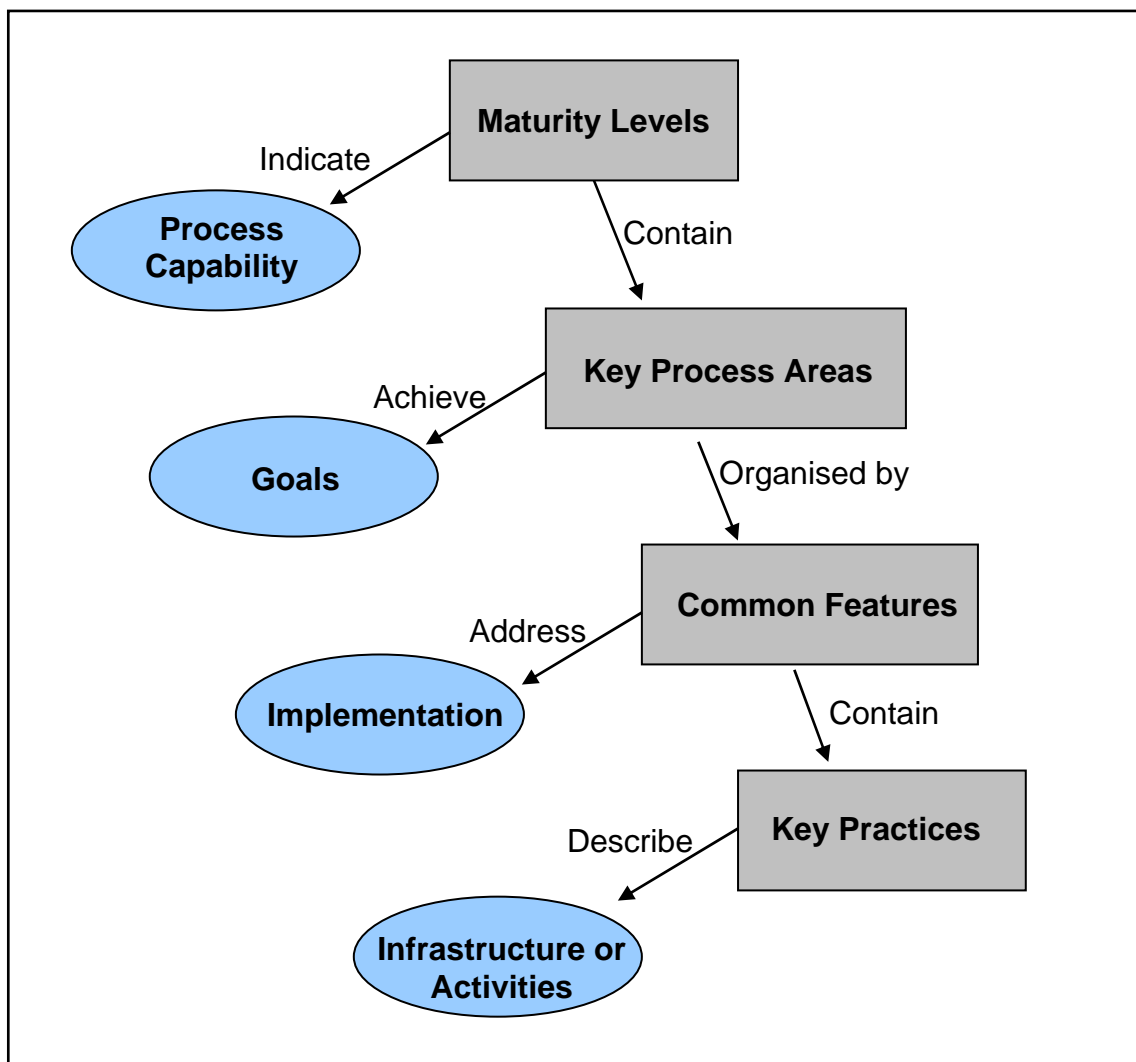 Maturity Levels
Indicate
Process
Capability
Contain
Key Process Areas
Achieve
Goals
Organised by
Common Features
Address
Implementation
Contain
Key Practices
Describe
Infrastructure or
Activities